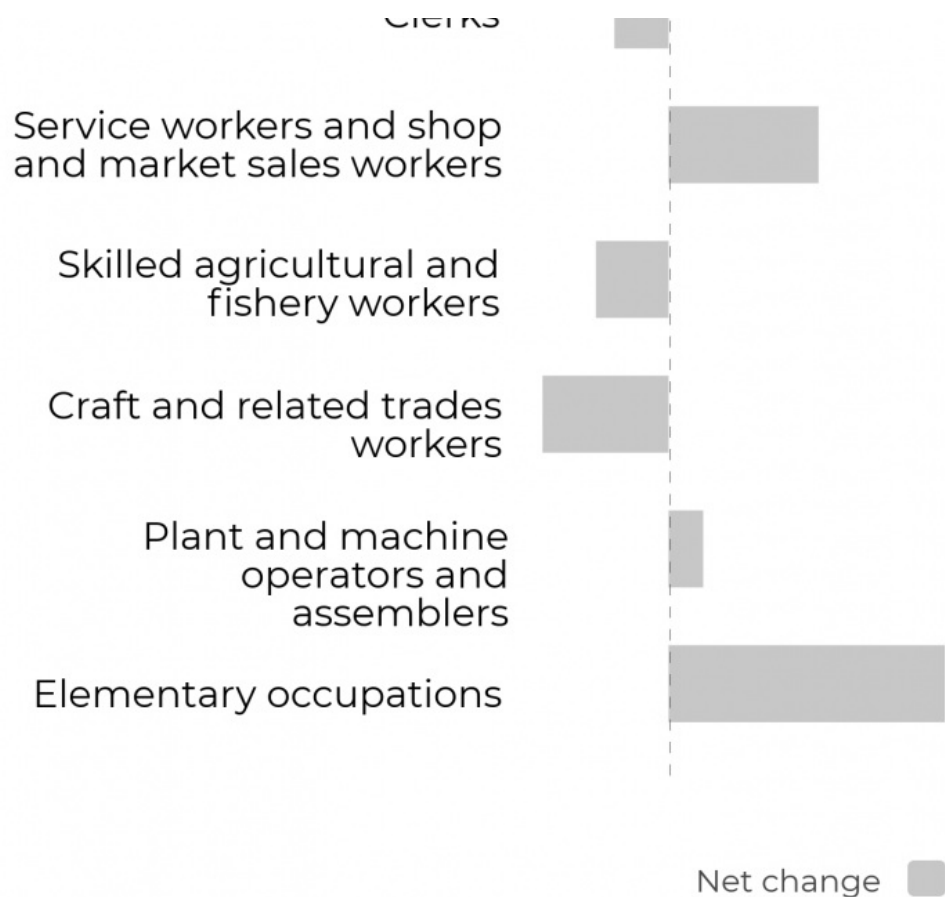 Clerks
Service workers and shop
and market sales workers
Skilled agricultural and
fishery workers
Craft and related trades
workers
Plant and machine
operators and
assemblers
Elementary occupations
Net change